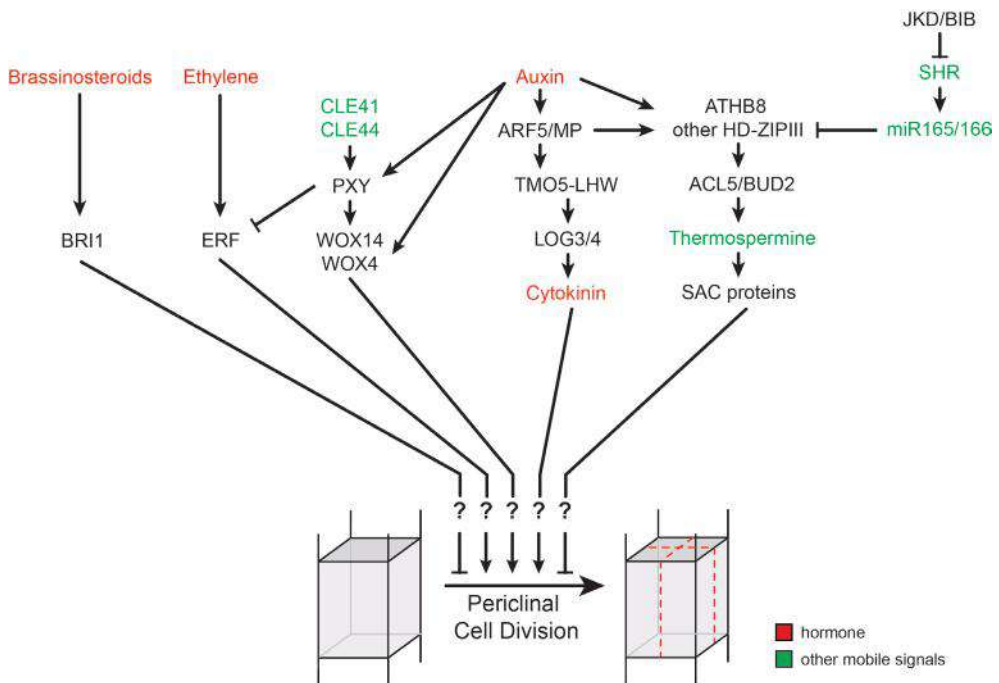 JKD/BIB
Brassinosteroids
Ethylene
Auxin
SHR
CLE41
CLE44
ATHB8
ARF5/MP
other HD-ZIPIII
miR165/166
PXY
TMO5-LHW
ACL5/BUD2
BRI1
ERF
WOX14
WOX4
LOG3/4
Thermospermine
Cytokinin
SAC proteins
? ? ? ? ?
Periclinal
Cell Division
hormone
other mobile signals